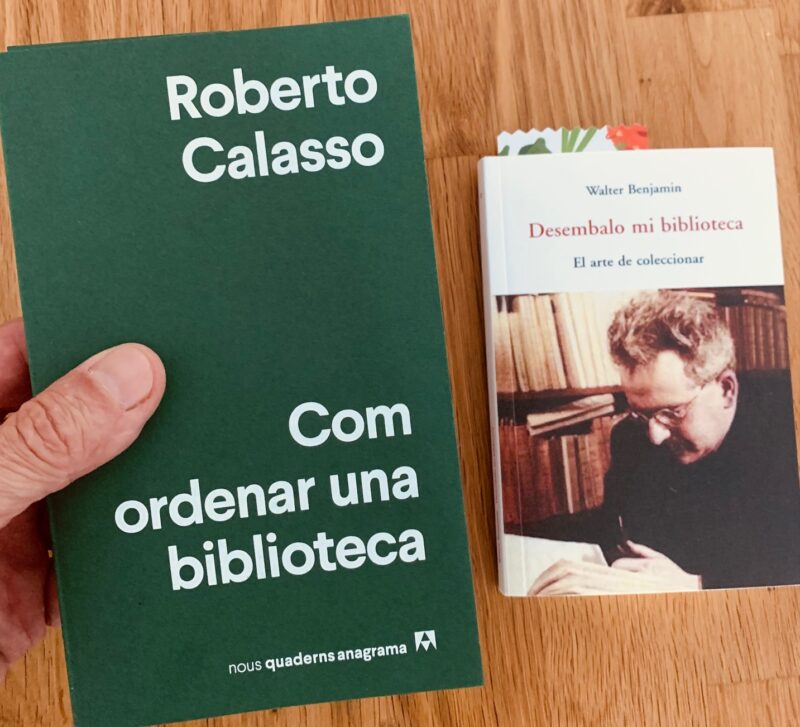 Roberto
Calasso
Com
ordenar una
biblioteca
nous quaderns anagrama
Walter Benjamin
Desembalo mi biblioteca
El arte de coleccionar